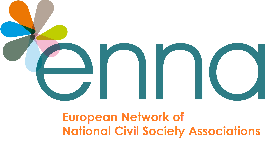 enna
European Network of
National Civil Society Associations